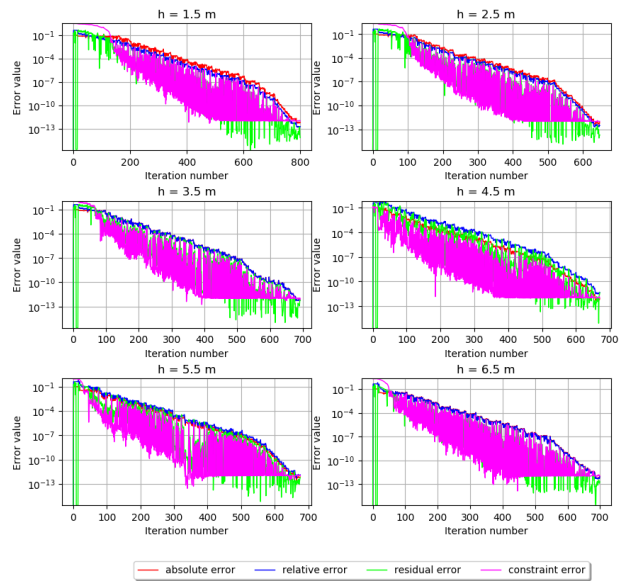 h = 1.5 m
h = 2.5 m
Error value
10⁻¹
10⁻⁴
10⁻⁷
10⁻¹⁰
10⁻¹³
0 200 400 600 800
Iteration number
Error value
10⁻¹
10⁻⁴
10⁻⁷
10⁻¹⁰
10⁻¹³
0 100 200 300 400 500 600
Iteration number
h = 3.5 m
h = 4.5 m
Error value
10⁻¹
10⁻⁴
10⁻⁷
10⁻¹⁰
10⁻¹³
0 100 200 300 400 500 600 700
Iteration number
Error value
10⁻¹
10⁻⁴
10⁻⁷
10⁻¹⁰
10⁻¹³
0 100 200 300 400 500 600 700
Iteration number
h = 5.5 m
h = 6.5 m
Error value
10⁻¹
10⁻⁴
10⁻⁷
10⁻¹⁰
10⁻¹³
0 100 200 300 400 500 600 700
Iteration number
Error value
10⁻¹
10⁻⁴
10⁻⁷
10⁻¹⁰
10⁻¹³
0 100 200 300 400 500 600 700
Iteration number
absolute error relative error residual error constraint error